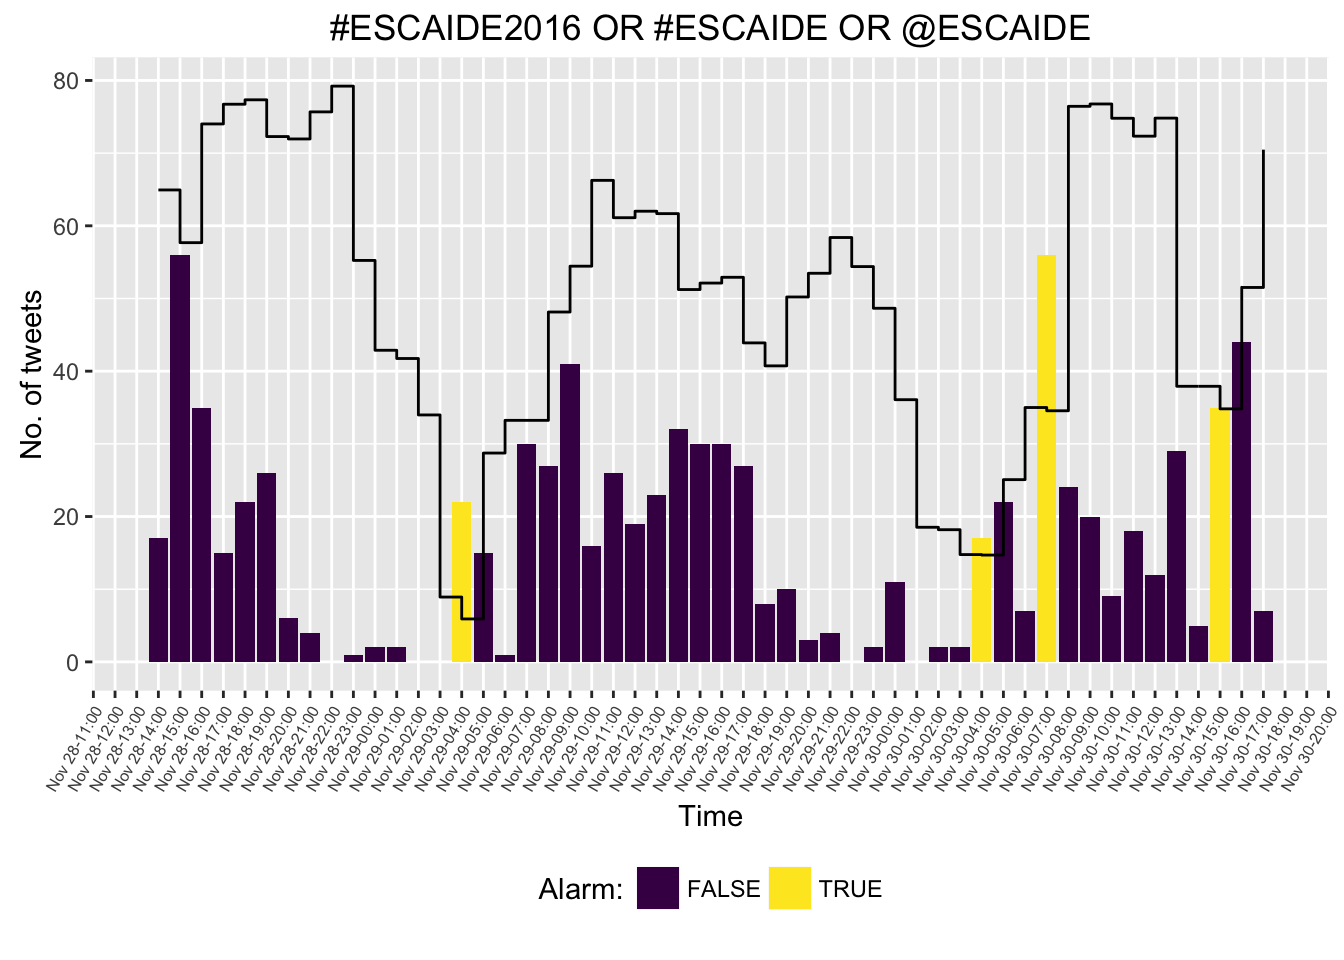 #ESCAIDE2016 OR #ESCAIDE OR @ESCAIDE
No. of tweets
80
60
40
20
0
Nov 28-11:00
Nov 28-12:00
Nov 28-13:00
Nov 28-14:00
Nov 28-15:00
Nov 28-16:00
Nov 28-17:00
Nov 28-18:00
Nov 28-19:00
Nov 28-20:00
Nov 28-21:00
Nov 28-22:00
Nov 28-23:00
Nov 29-00:00
Nov 29-01:00
Nov 29-02:00
Nov 29-03:00
Nov 29-04:00
Nov 29-05:00
Nov 29-06:00
Nov 29-07:00
Nov 29-08:00
Nov 29-09:00
Nov 29-10:00
Nov 29-11:00
Nov 29-12:00
Nov 29-13:00
Nov 29-14:00
Nov 29-15:00
Nov 29-16:00
Nov 29-17:00
Nov 29-18:00
Nov 29-19:00
Nov 29-20:00
Nov 29-21:00
Nov 29-22:00
Nov 29-23:00
Nov 30-00:00
Nov 30-01:00
Nov 30-02:00
Nov 30-03:00
Nov 30-04:00
Nov 30-05:00
Nov 30-06:00
Nov 30-07:00
Nov 30-08:00
Nov 30-09:00
Nov 30-10:00
Nov 30-11:00
Nov 30-12:00
Nov 30-13:00
Nov 30-14:00
Nov 30-15:00
Nov 30-16:00
Nov 30-17:00
Nov 30-18:00
Nov 30-19:00
Nov 30-20:00
Time
Alarm: FALSE TRUE